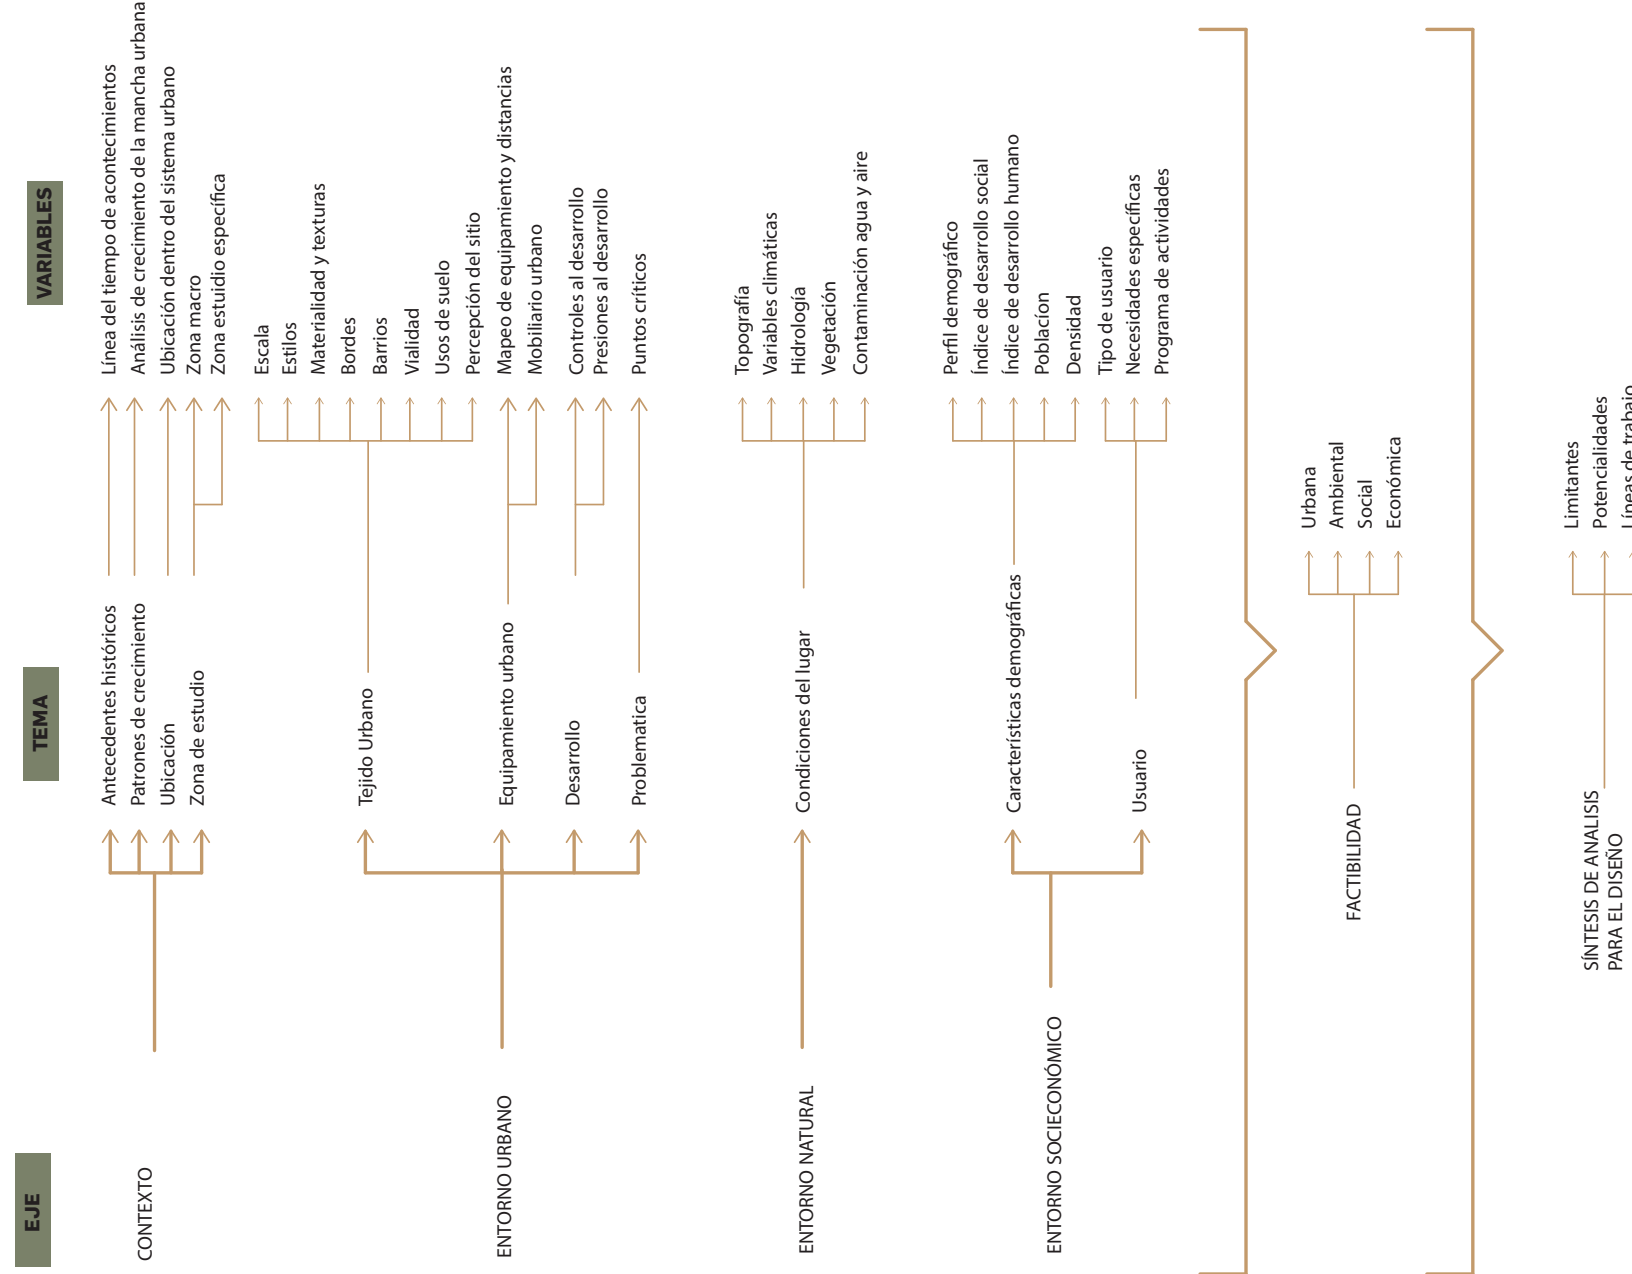 EJE
TEMA
VARIABLES
CONTEXTO
Antecedentes históricos
Línea del tiempo de acontecimientos
Patrones de crecimiento
Análisis de crecimiento de la mancha urbana
Ubicación
Ubicación dentro del sistema urbano
Zona de estudio
Zona macro
Zona estuidio específica
ENTORNO URBANO
Tejido Urbano
Escala
Estilos
Materialidad y texturas
Bordes
Barrios
Vialidad
Usos de suelo
Percepción del sitio
Equipamiento urbano
Mapeo de equipamiento y distancias
Mobiliario urbano
Desarrollo
Controles al desarrollo
Presiones al desarrollo
Problematica
Puntos críticos
ENTORNO NATURAL
Condiciones del lugar
Topografía
Variables climáticas
Hidrología
Vegetación
Contaminación agua y aire
ENTORNO SOCIECONÓMICO
Características demográficas
Perfil demográfico
Índice de desarrollo social
Índice de desarrollo humano
Poblacíon
Densidad
Usuario
Tipo de usuario
Necesidades específicas
Programa de actividades
FACTIBILIDAD
Urbana
Ambiental
Social
Económica
SÍNTESIS DE ANALISIS
PARA EL DISEÑO
Limitantes
Potencialidades
Líneas de trabajo